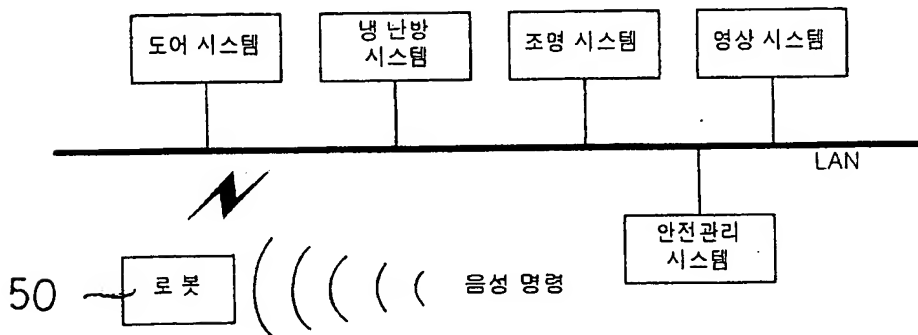 도어 시스템
냉 난방
시스템
조명 시스템
영상 시스템
LAN
안전관리
시스템
50
로봇
음성 명령